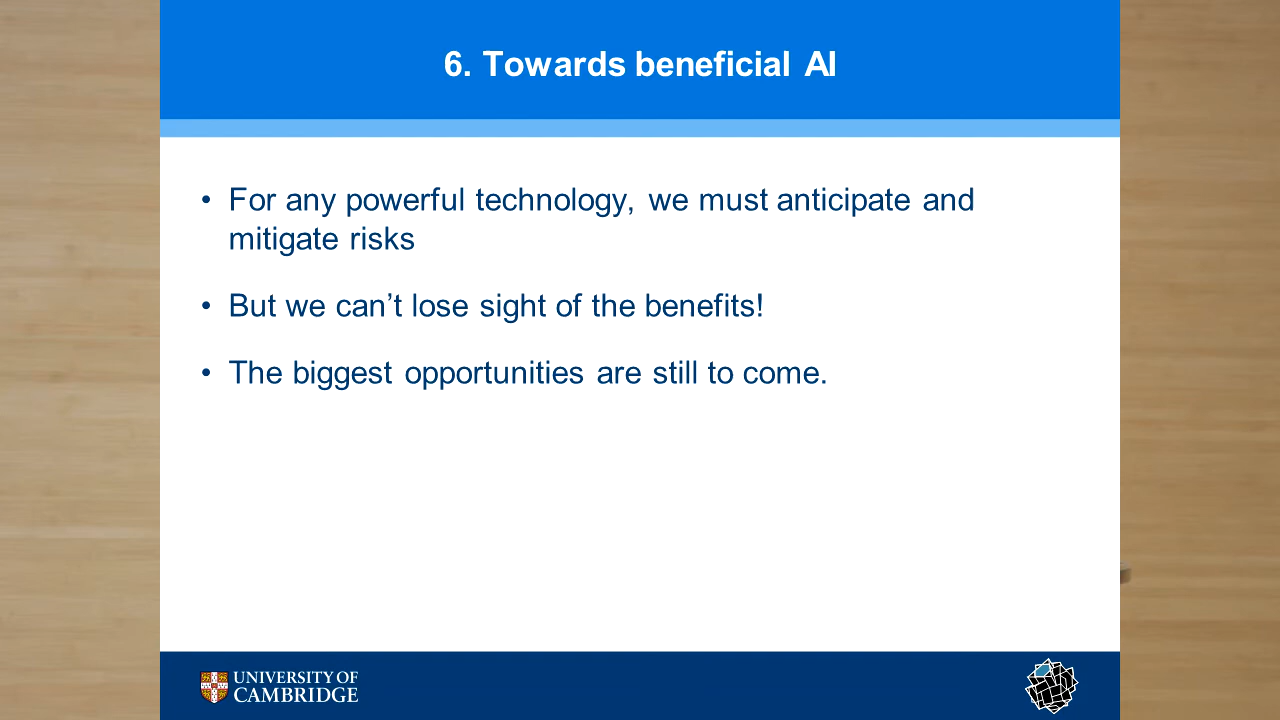 6. Towards beneficial AI
• For any powerful technology, we must anticipate and
mitigate risks
• But we can’t lose sight of the benefits!
• The biggest opportunities are still to come.
UNIVERSITY OF
CAMBRIDGE